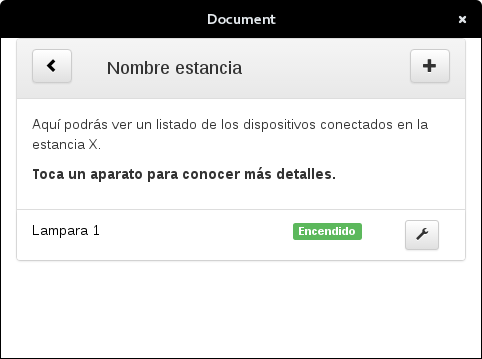 Document
Nombre estancia
Aquí podrás ver un listado de los dispositivos conectados en la
estancia X.
Toca un aparato para conocer más detalles.
Lampara 1 Encendido